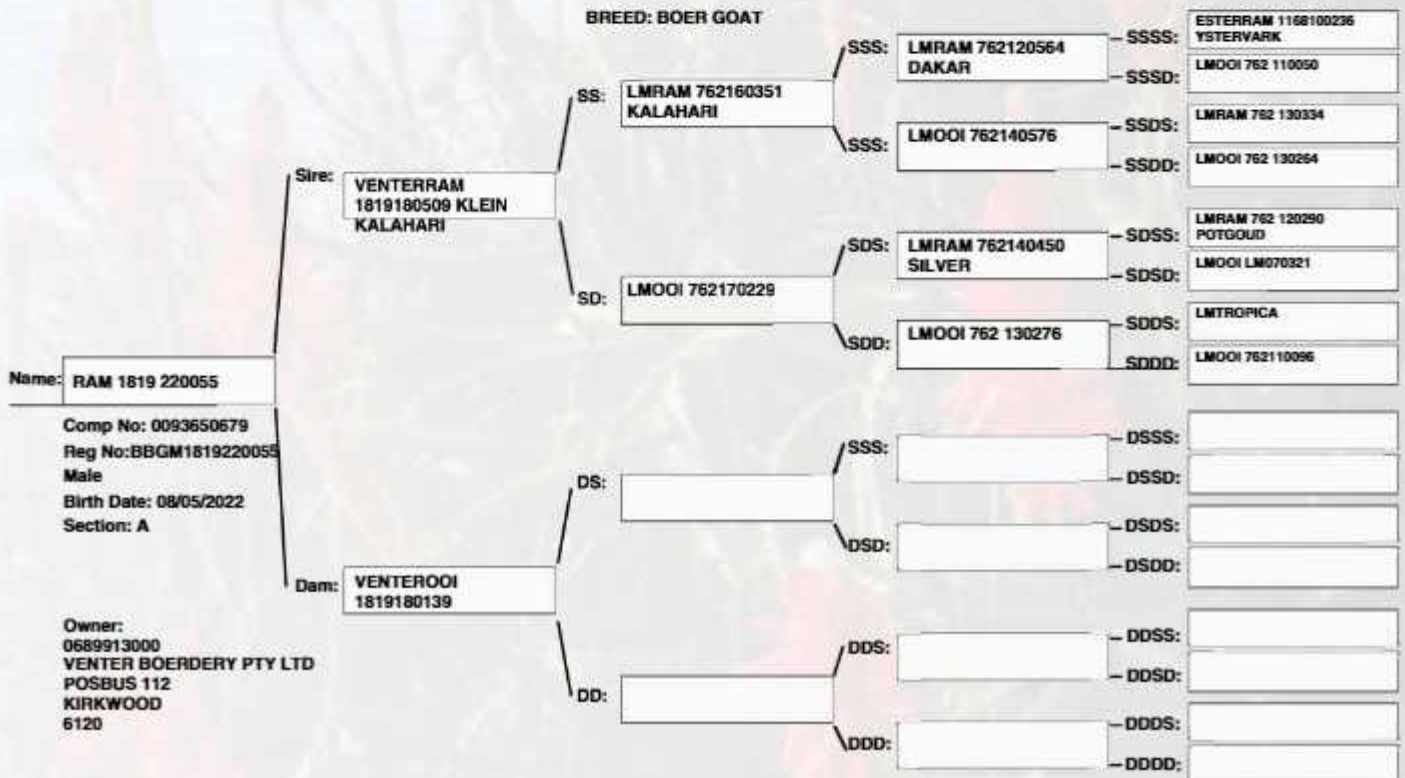 BREED: BOER GOAT
Name: RAM 1819 220055
Comp No: 0093650679
Reg No:BBGM1819220055
Male
Birth Date: 08/05/2022
Section: A
Owner:
0689913000
VENTER BOERDERY PTY LTD
POSBUS 112
KIRKWOOD
6120
Sire: VENTERRAM
1819180509 KLEIN
KALAHARI
Dam: VENTEROOI
1819180139
SS: LMRAM 762160351
KALAHARI
SD: LMOOI 762170229
DS:
DD:
SSS: LMRAM 762120564
DAKAR
SSS: LMOOI 762140576
SDS: LMRAM 762140450
SILVER
SDD: LMOOI 762 130276
SSS:
DSD:
DDS:
DDD:
SSSS: ESTERRAM 1168100236
YSTERVARK
SSSD: LMOOI 762 110050
SSDS: LMRAM 762 130334
SSDD: LMOOI 762 130264
SDSS: LMRAM 762 120290
POTGOUD
SDSD: LMOOI LM070321
SDDS: LMTROPICA
SDDD: LMOOI 762110096
DSSS:
DSSD:
DSDS:
DSDD:
DDSS:
DDSD:
DDDS:
DDDD: